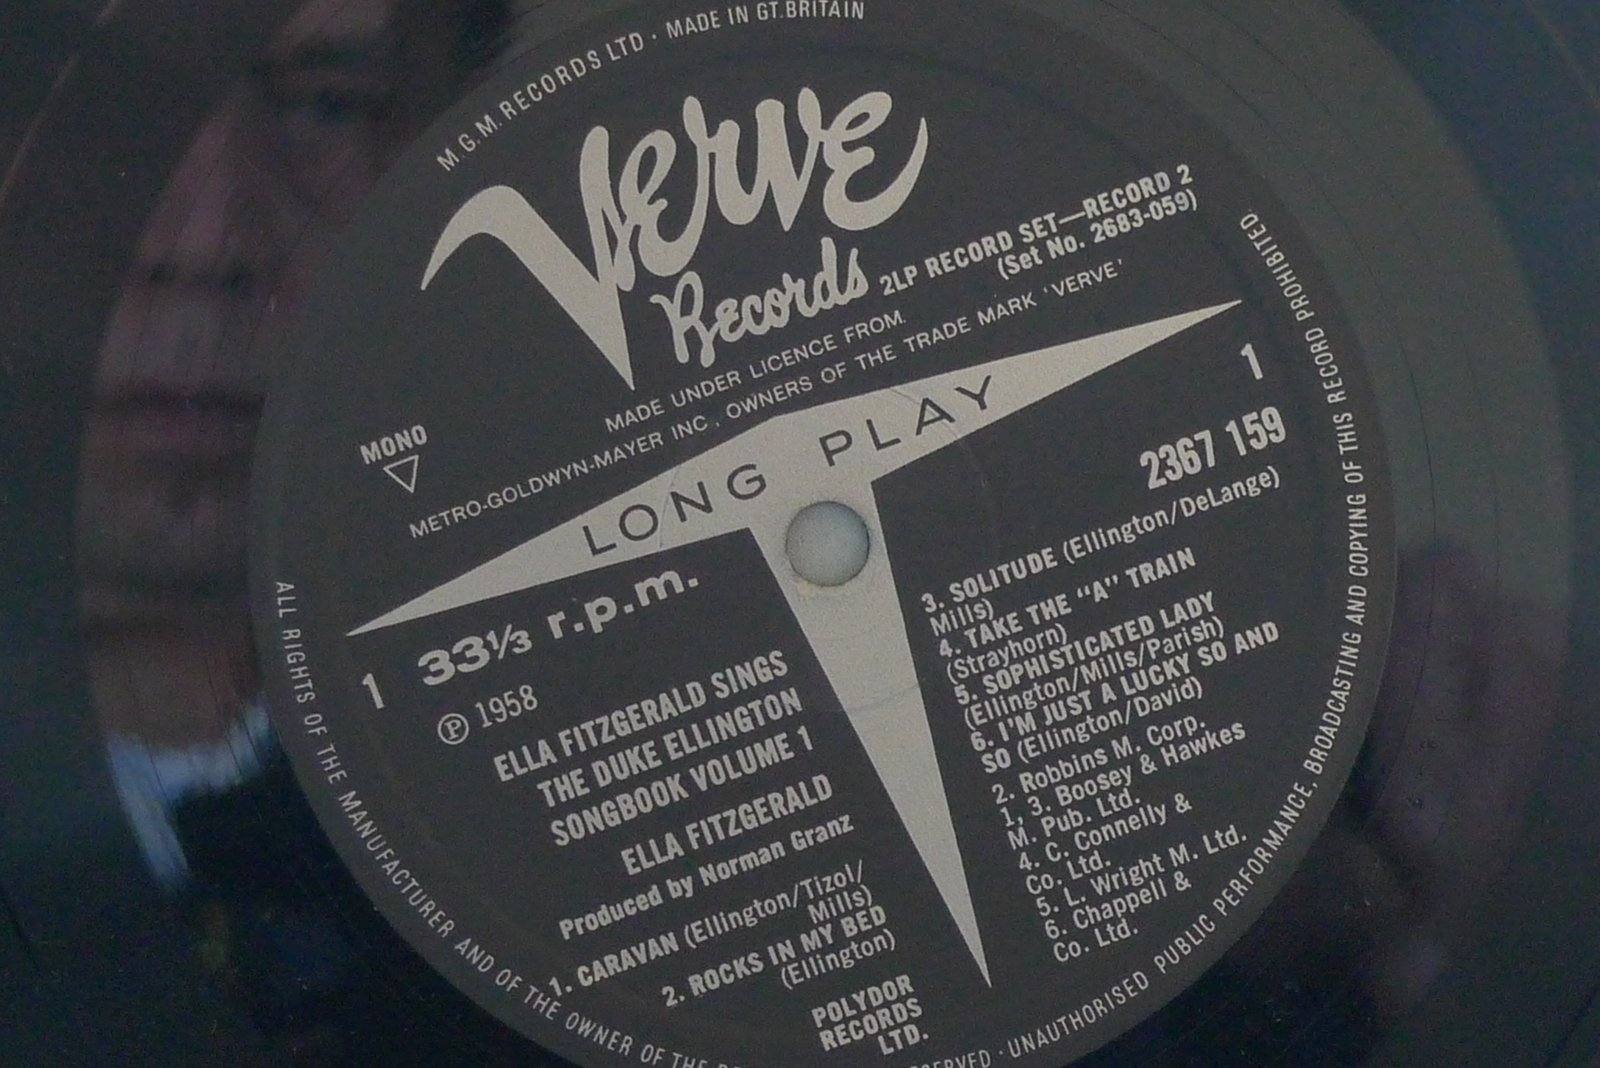 M.G.M. RECORDS LTD · MADE IN GT.BRITAIN
Verve
Records
2LP RECORD SET—RECORD 2
(Set No. 2683-059)
MADE UNDER LICENCE FROM
METRO-GOLDWYN-MAYER INC., OWNERS OF THE TRADE MARK 'VERVE'
MONO
LONG PLAY
1
2367 159
33⅓ r.p.m.
1
℗ 1958
ELLA FITZGERALD SINGS
THE DUKE ELLINGTON
SONGBOOK VOLUME 1
ELLA FITZGERALD
Produced by Norman Granz
1. CARAVAN (Ellington/Tizol/
Mills)
2. ROCKS IN MY BED
(Ellington)
3. SOLITUDE (Ellington/DeLange/
Mills)
4. TAKE THE "A" TRAIN
(Strayhorn)
5. SOPHISTICATED LADY
(Ellington/Mills/Parish)
6. I'M JUST A LUCKY SO AND
SO (Ellington/David)
2. Robbins M. Corp.
1, 3. Boosey & Hawkes
M. Pub. Ltd.
4. C. Connelly &
Co. Ltd.
5. L. Wright M. Ltd.
6. Chappell &
Co. Ltd.
POLYDOR
RECORDS
LTD.
ALL RIGHTS OF THE MANUFACTURER AND OF THE OWNER OF THE
UNAUTHORISED PUBLIC PERFORMANCE, BROADCASTING AND COPYING OF THIS RECORD PROHIBITED